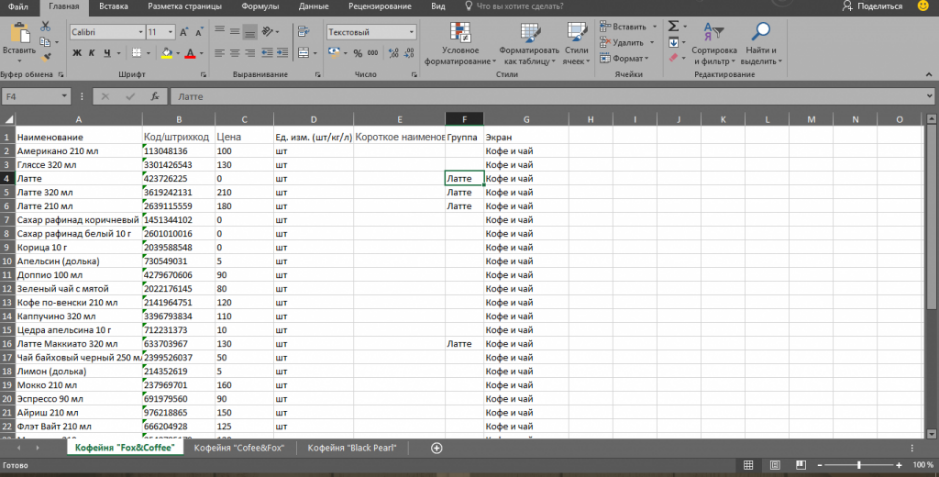 Файл Главная Вставка Разметка страницы Формулы Данные Рецензирование Вид Что вы хотите сделать? Поделиться
Вставить Calibri 11 Текстовый Условное форматирование Форматировать как таблицу Стили ячеек Вставить Удалить Формат Сортировка и фильтр Найти и выделить
Буфер обмена Шрифт Выравнивание Число Стили Ячейки Редактирование
F4 Латте
A B C D E F G H I J K L M N O
1 Наименование Код/штрихкод Цена Ед. изм. (шт/кг/л) Короткое наименов Группа Экран
2 Американо 210 мл 113048136 100 шт Кофе и чай
3 Гляссе 320 мл 3301426543 130 шт Кофе и чай
4 Латте 423726225 0 шт Латте Кофе и чай
5 Латте 320 мл 3619242131 210 шт Латте Кофе и чай
6 Латте 210 мл 2639115559 180 шт Латте Кофе и чай
7 Сахар рафинад коричневый 1451344102 0 шт Кофе и чай
8 Сахар рафинад белый 10 г 2601010016 0 шт Кофе и чай
9 Корица 10 г 2039588548 0 шт Кофе и чай
10 Апельсин (долька) 730549031 5 шт Кофе и чай
11 Доппио 100 мл 4279670606 90 шт Кофе и чай
12 Зеленый чай с мятой 2022176145 80 шт Кофе и чай
13 Кофе по-венски 210 мл 2141964751 120 шт Кофе и чай
14 Каппучино 320 мл 3396793834 110 шт Кофе и чай
15 Цедра апельсина 10 г 712231373 10 шт Кофе и чай
16 Латте Маккиато 320 мл 633703967 130 шт Латте Кофе и чай
17 Чай байховый черный 250 м 2399526037 50 шт Кофе и чай
18 Лимон (долька) 214352619 5 шт Кофе и чай
19 Мокко 210 мл 237969701 160 шт Кофе и чай
20 Эспрессо 90 мл 691979560 90 шт Кофе и чай
21 Айриш 210 мл 976218865 150 шт Кофе и чай
22 Флэт Вайт 210 мл 666204928 125 шт Кофе и чай
Кофейня "Fox&Coffee" Кофейня "Cofee&Fox" Кофейня "Black Pearl"
Готово 100 %